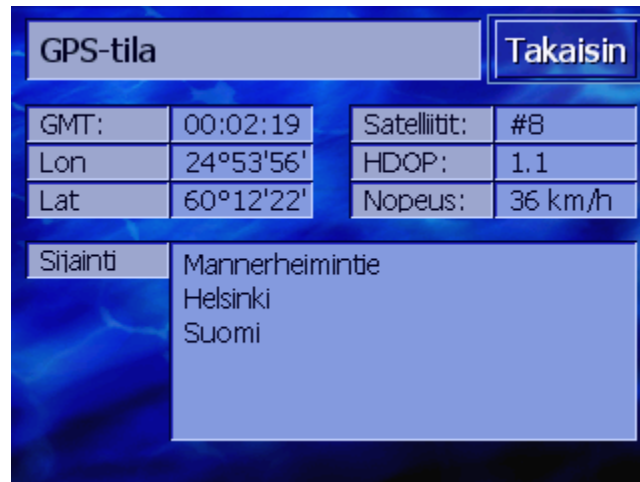 GPS-tila
Takaisin
GMT: 00:02:19 Satelliitit: #8
Lon 24°53'56' HDOP: 1.1
Lat 60°12'22' Nopeus: 36 km/h
Sijainti Mannerheimintie
Helsinki
Suomi